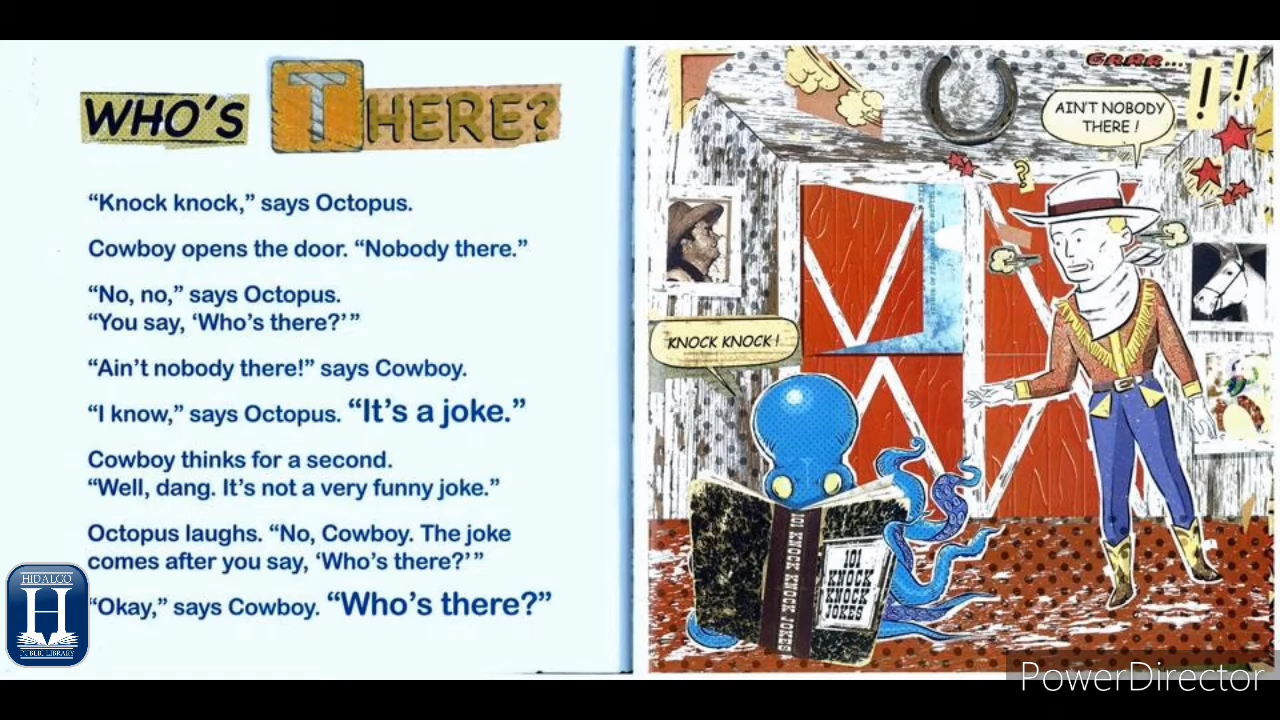 WHO'S THERE?
“Knock knock,” says Octopus.
Cowboy opens the door. “Nobody there.”
“No, no,” says Octopus.
“You say, ‘Who’s there?’”
“Ain’t nobody there!” says Cowboy.
“I know,” says Octopus. “It’s a joke.”
Cowboy thinks for a second.
“Well, dang. It’s not a very funny joke.”
Octopus laughs. “No, Cowboy. The joke
comes after you say, ‘Who’s there?’”
“Okay,” says Cowboy. “Who’s there?”
HIDALGO
H
PUBLIC LIBRARY
GRRR...
!!
AIN'T NOBODY
THERE!
?
KNOCK KNOCK!
101 KNOCK KNOCK JOKES
101
KNOCK
KNOCK
JOKES
PowerDirector